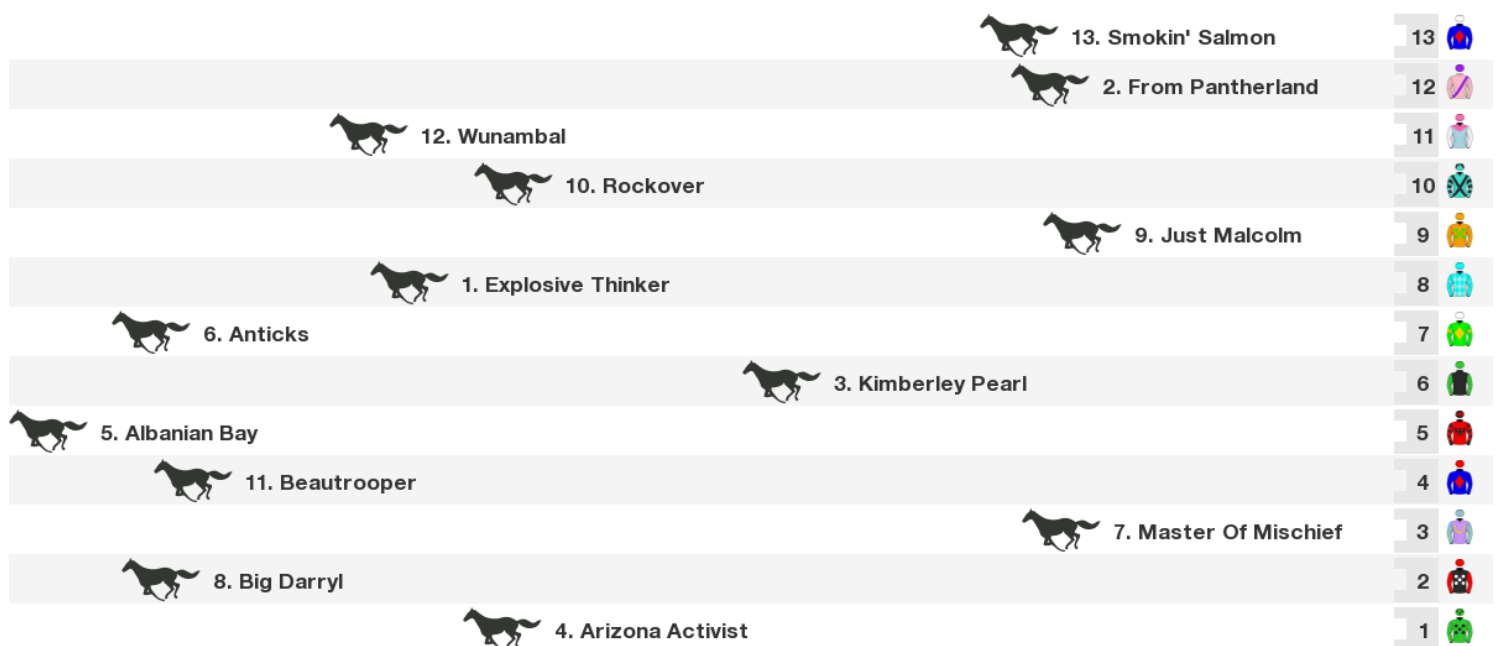 13. Smokin' Salmon 13
2. From Pantherland 12
12. Wunambal 11
10. Rockover 10
9. Just Malcolm 9
1. Explosive Thinker 8
6. Anticks 7
3. Kimberley Pearl 6
5. Albanian Bay 5
11. Beautrooper 4
7. Master Of Mischief 3
8. Big Darryl 2
4. Arizona Activist 1